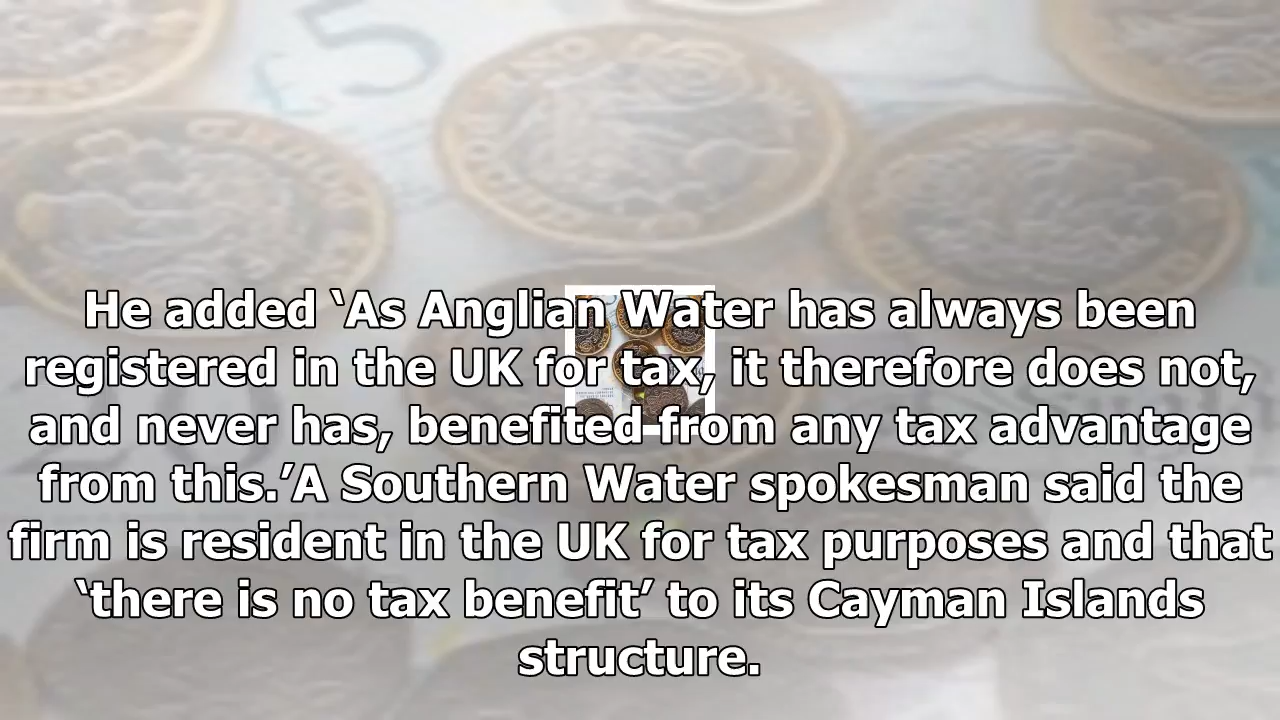 £5
He added ‘As Anglian Water has always been
registered in the UK for tax, it therefore does not,
and never has, benefited from any tax advantage
from this.’A Southern Water spokesman said the
firm is resident in the UK for tax purposes and that
‘there is no tax benefit’ to its Cayman Islands
structure.